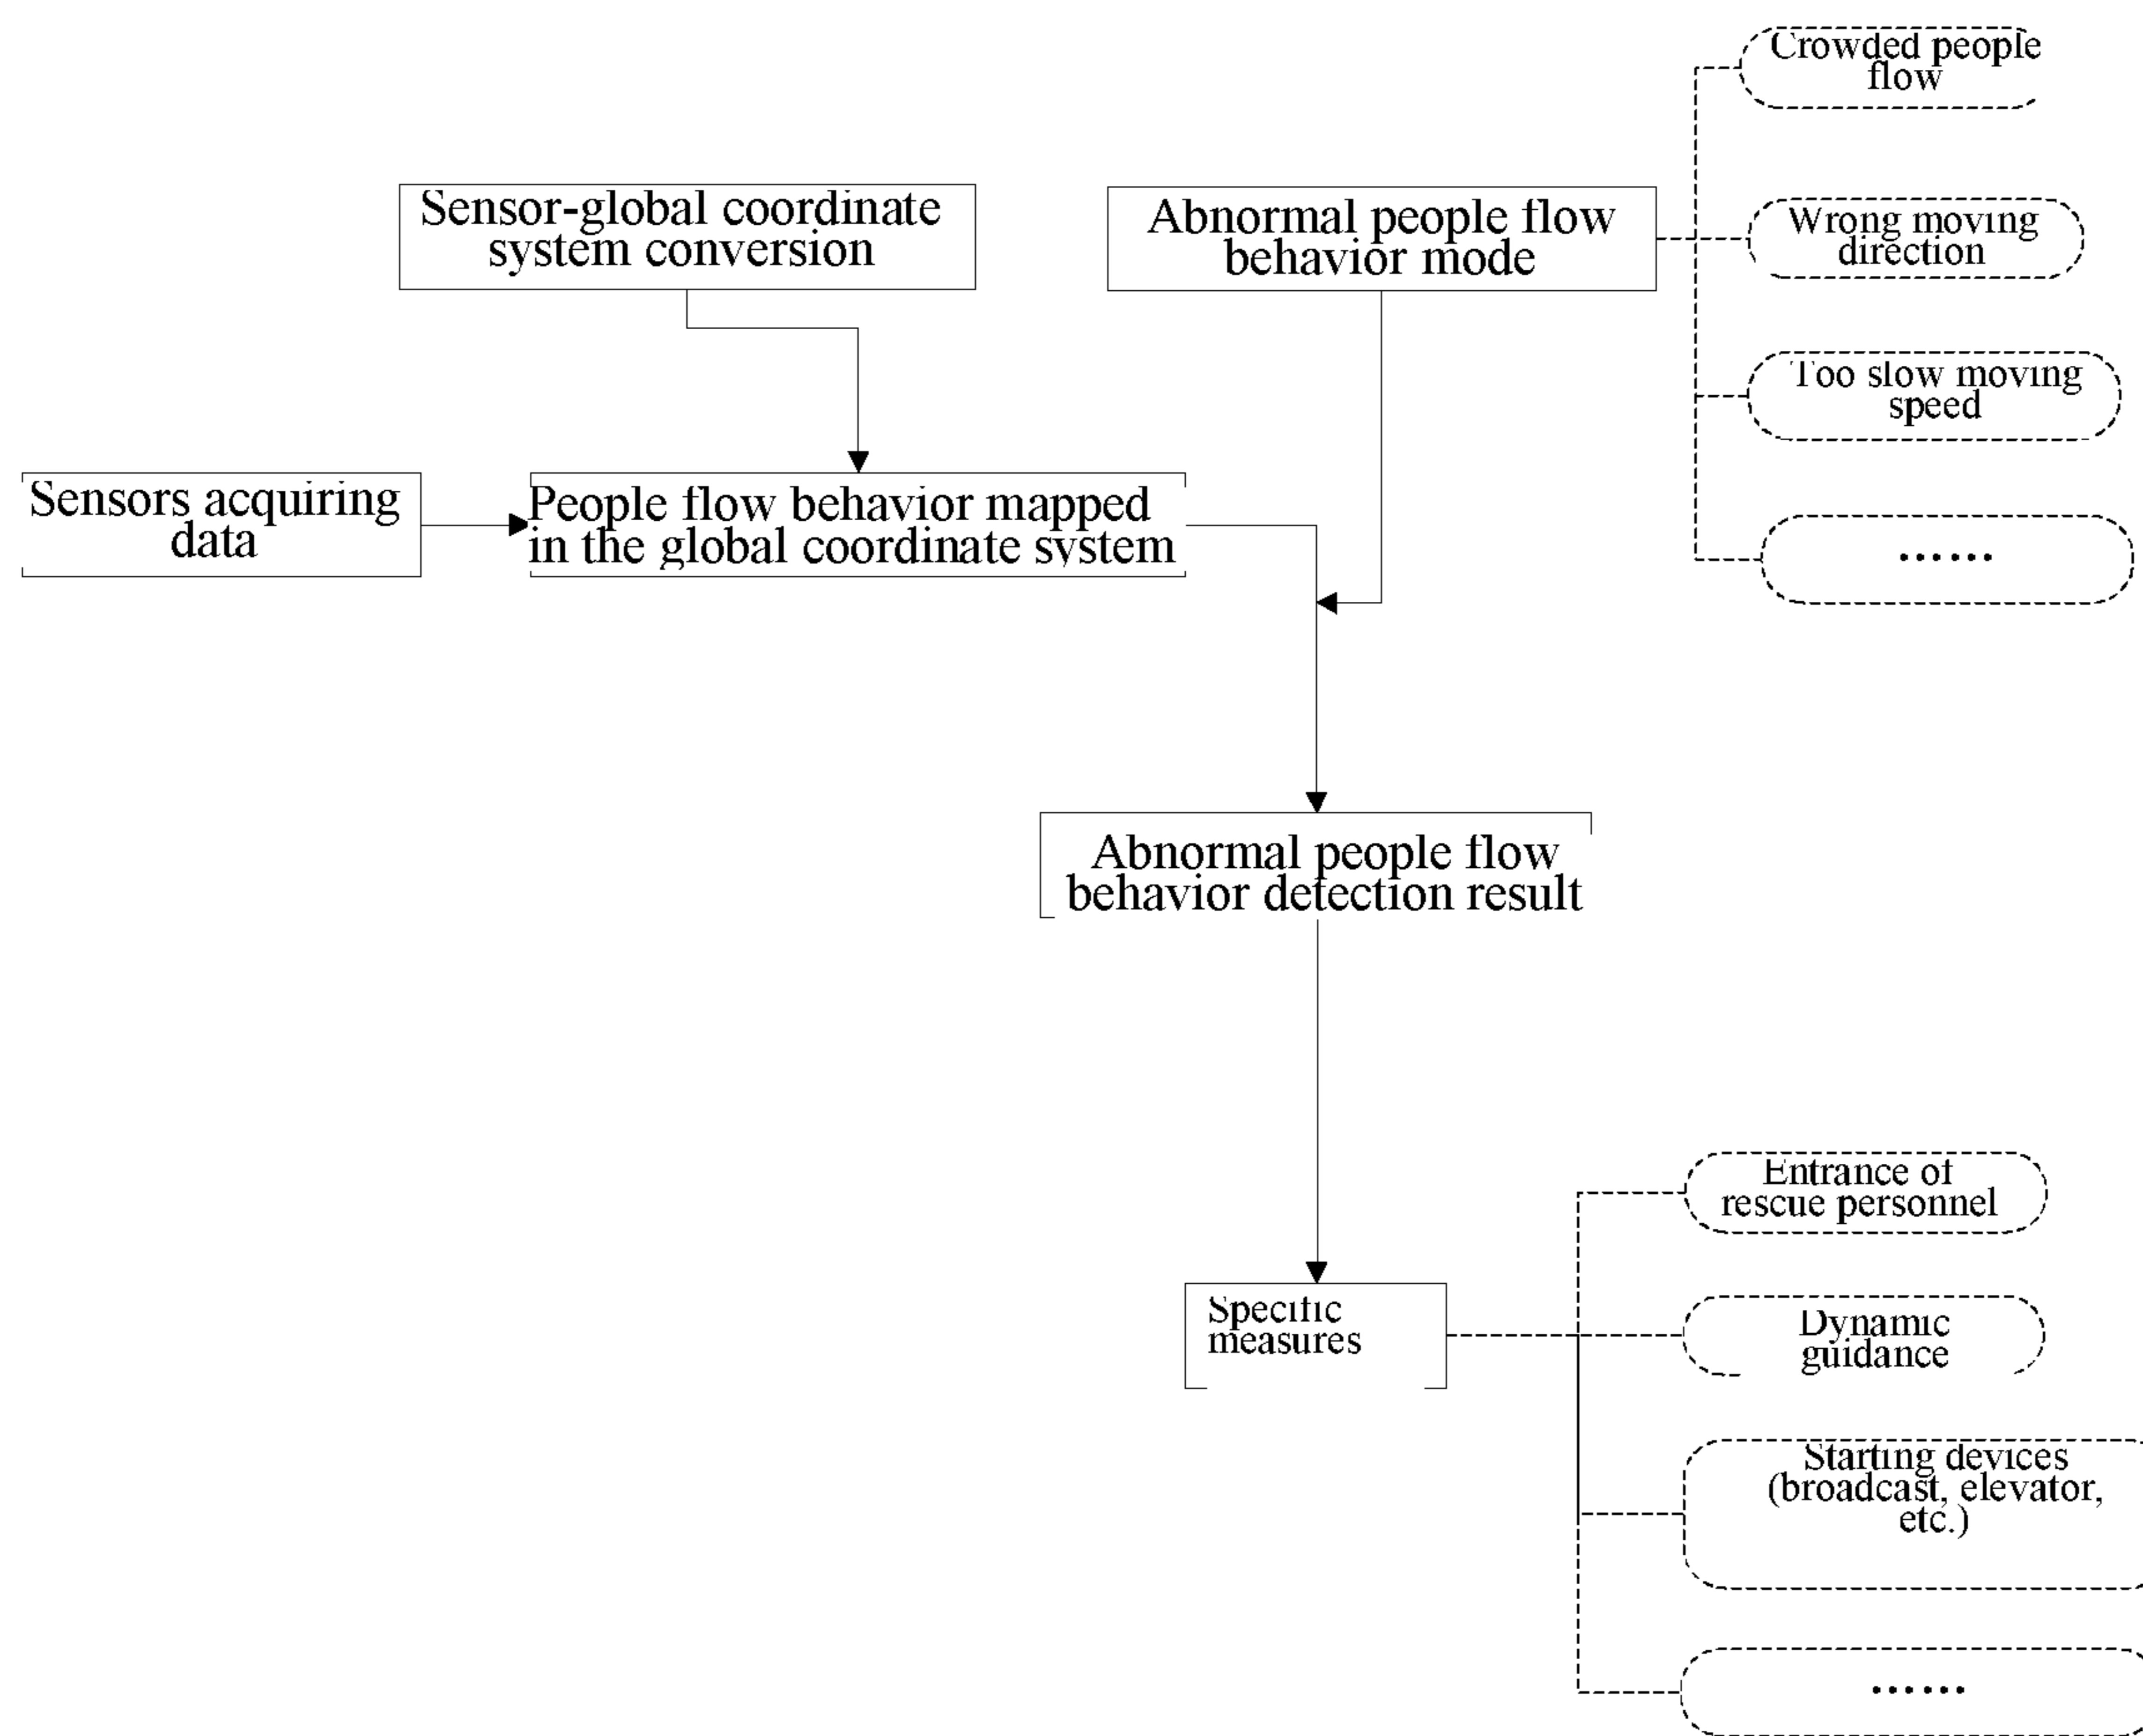 Crowded people
flow
Sensor-global coordinate
system conversion
Abnormal people flow
behavior mode
Wrong moving
direction
Too slow moving
speed
Sensors acquiring
data
People flow behavior mapped
in the global coordinate system
......
Abnormal people flow
behavior detection result
Entrance of
rescue personnel
Specific
measures
Dynamic
guidance
Starting devices
(broadcast, elevator,
etc.)
......